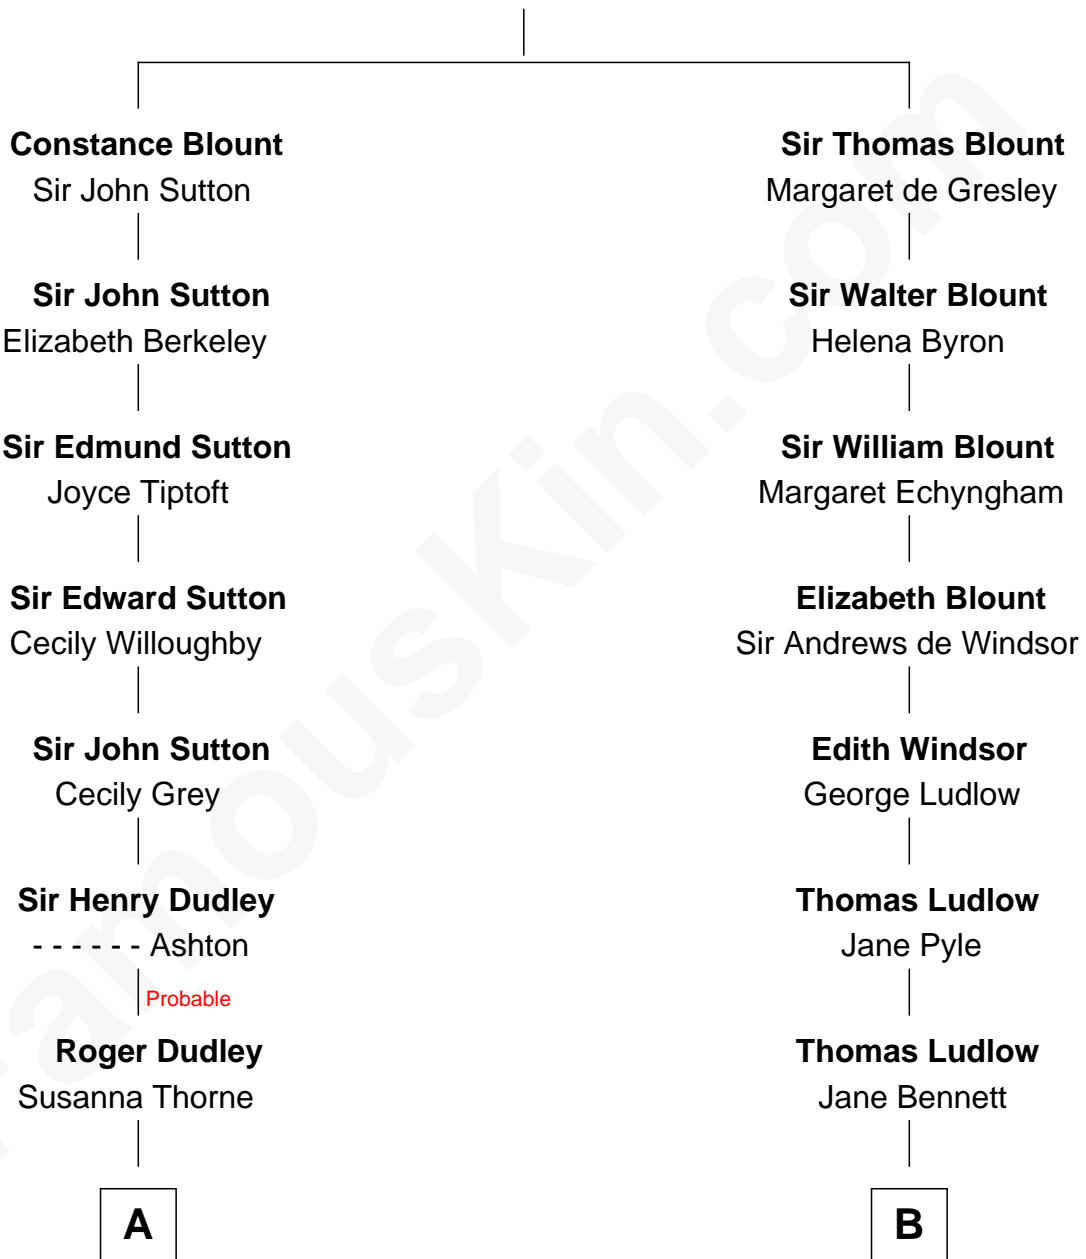 Constance Blount
Sir John Sutton
Sir Thomas Blount
Margaret de Gresley
Sir John Sutton
Elizabeth Berkeley
Sir Walter Blount
Helena Byron
Sir Edmund Sutton
Joyce Tiptoft
Sir William Blount
Margaret Echyngham
Sir Edward Sutton
Cecily Willoughby
Elizabeth Blount
Sir Andrews de Windsor
Sir John Sutton
Cecily Grey
Edith Windsor
George Ludlow
Sir Henry Dudley
- - - - - - Ashton
Thomas Ludlow
Jane Pyle
Probable
Roger Dudley
Susanna Thorne
Thomas Ludlow
Jane Bennett
A
B
FamousKin.com